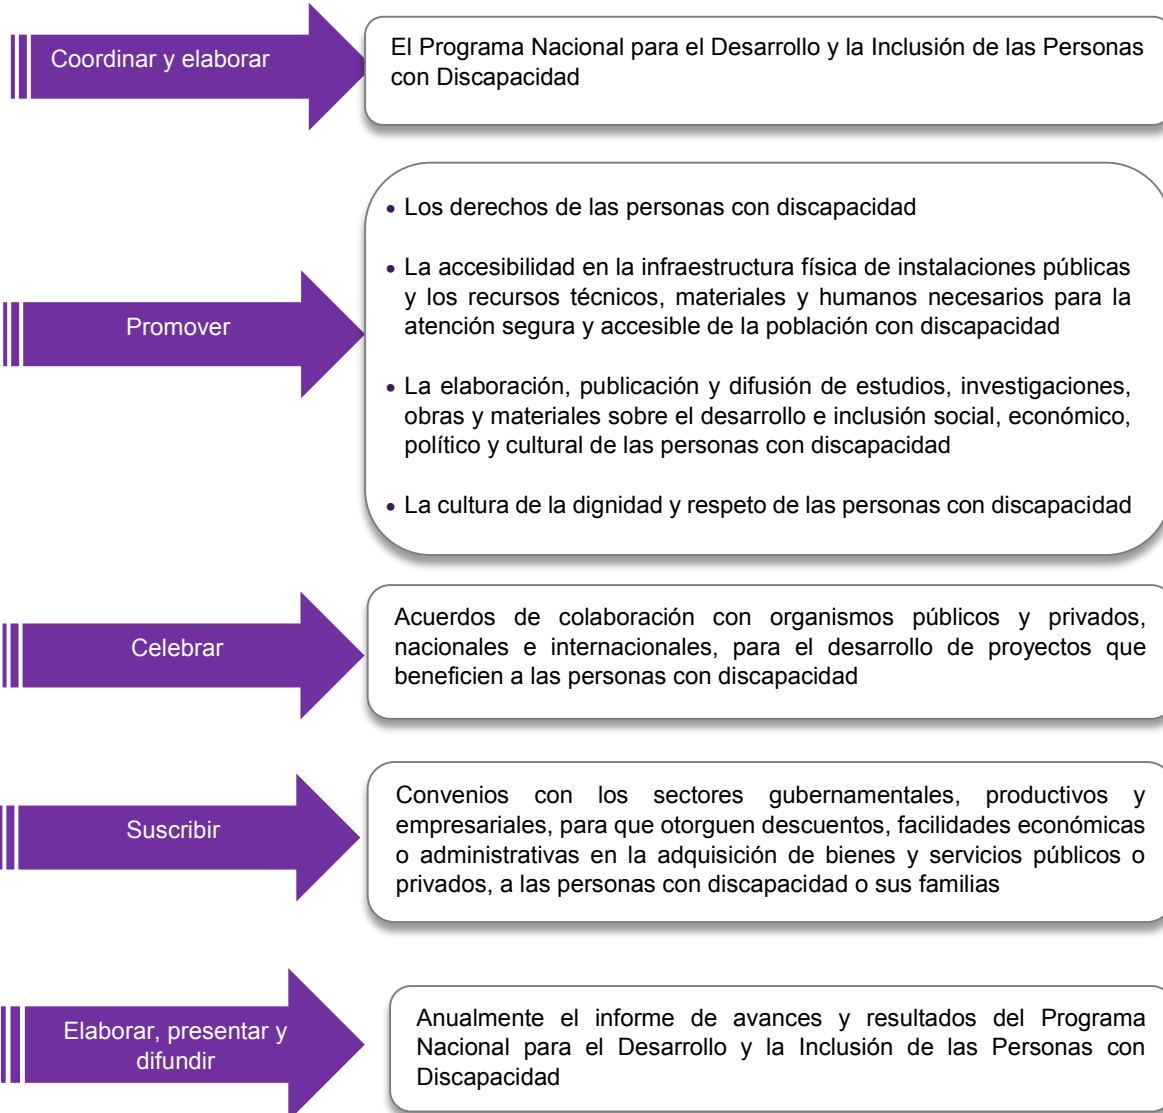 Coordinar y elaborar
El Programa Nacional para el Desarrollo y la Inclusión de las Personas
con Discapacidad
Promover
• Los derechos de las personas con discapacidad
• La accesibilidad en la infraestructura física de instalaciones públicas
y los recursos técnicos, materiales y humanos necesarios para la
atención segura y accesible de la población con discapacidad
• La elaboración, publicación y difusión de estudios, investigaciones,
obras y materiales sobre el desarrollo e inclusión social, económico,
político y cultural de las personas con discapacidad
• La cultura de la dignidad y respeto de las personas con discapacidad
Celebrar
Acuerdos de colaboración con organismos públicos y privados,
nacionales e internacionales, para el desarrollo de proyectos que
beneficien a las personas con discapacidad
Suscribir
Convenios con los sectores gubernamentales, productivos y
empresariales, para que otorguen descuentos, facilidades económicas
o administrativas en la adquisición de bienes y servicios públicos o
privados, a las personas con discapacidad o sus familias
Elaborar, presentar y
difundir
Anualmente el informe de avances y resultados del Programa
Nacional para el Desarrollo y la Inclusión de las Personas con
Discapacidad